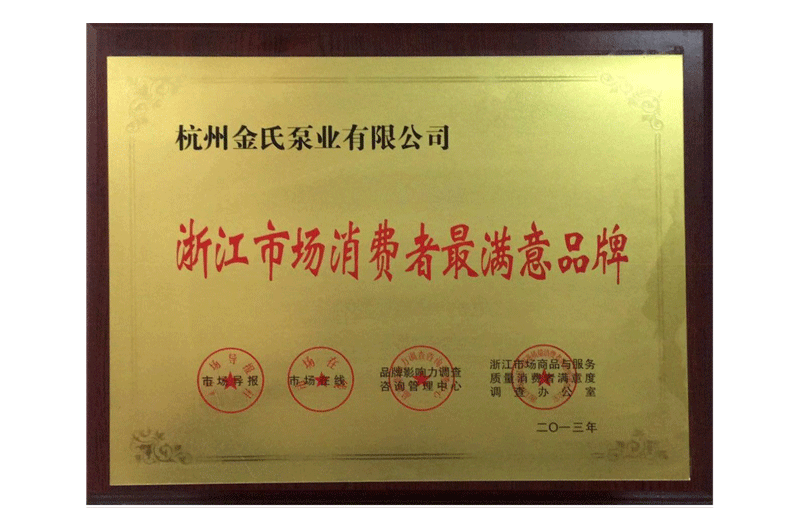 杭州金氏泵业有限公司
浙江市场消费者最满意品牌
市场导报
市场在线
品牌影响力调查
咨询管理中心
浙江市场商品与服务
质量消费者满意度
调查办公室
二〇一三年